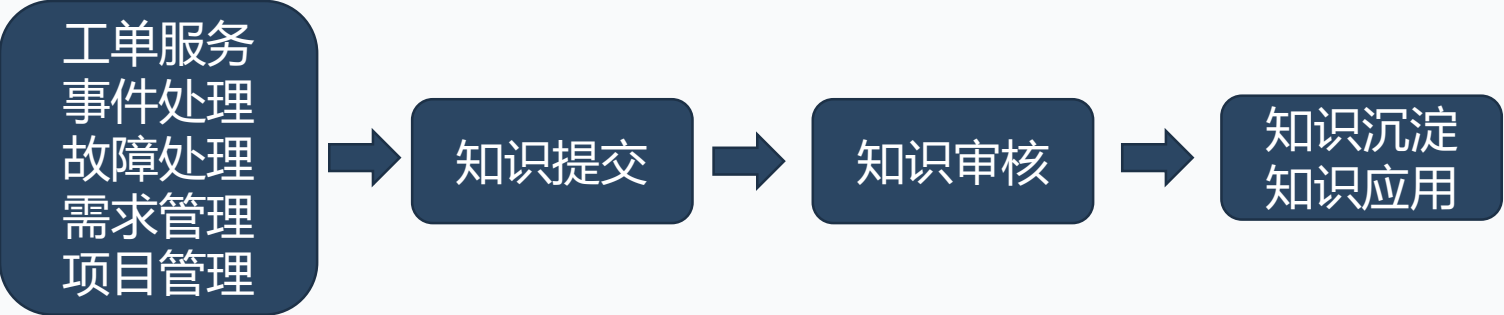 工单服务
事件处理
故障处理
需求管理
项目管理
知识提交
知识审核
知识沉淀
知识应用